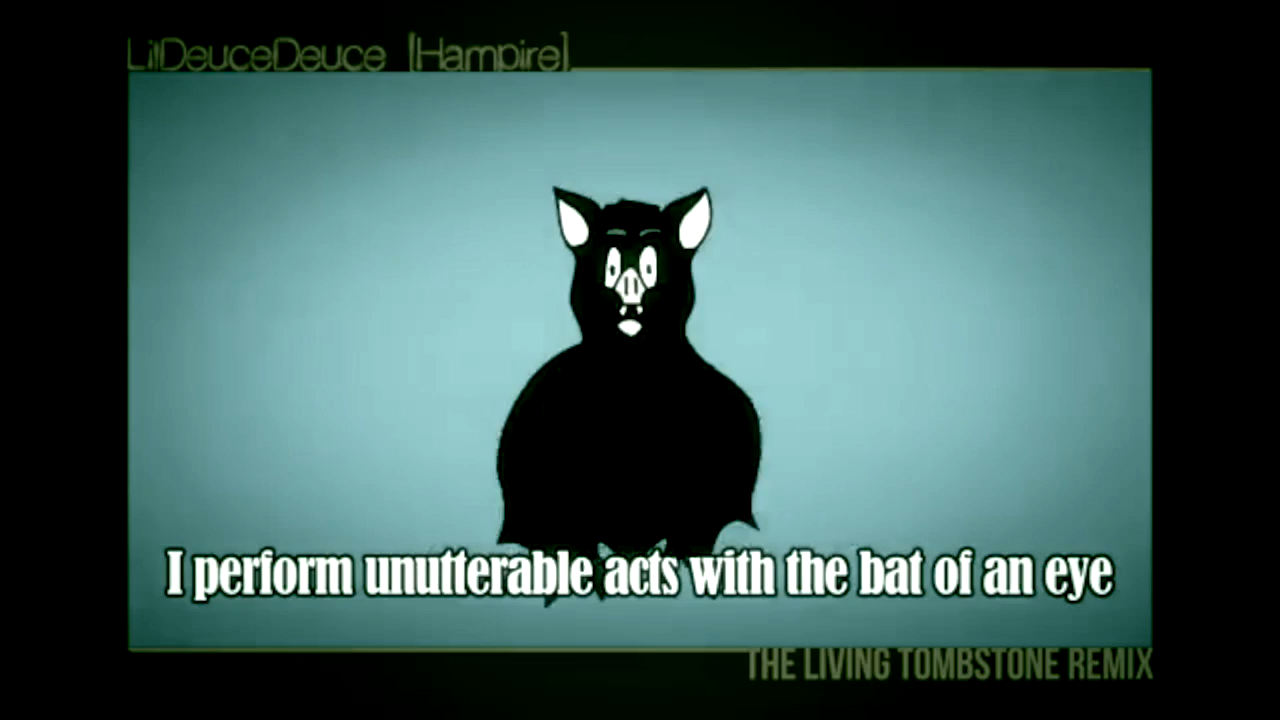 LilDeuceDeuce [Hampire]
I perform unutterable acts with the bat of an eye
THE LIVING TOMBSTONE REMIX